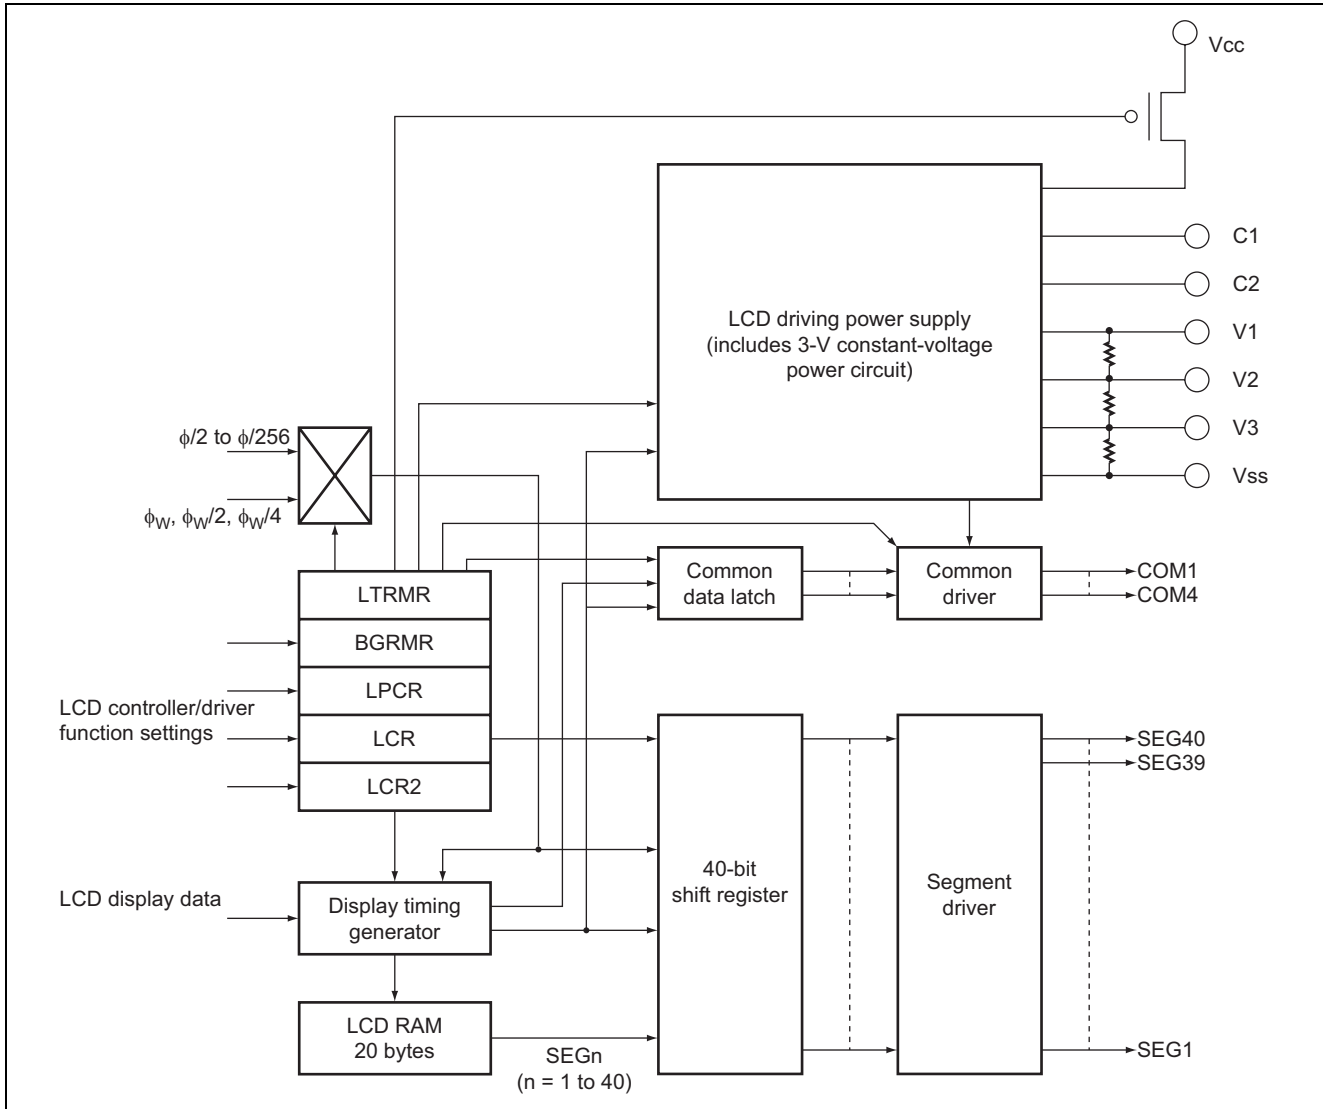 Vcc
C1
C2
LCD driving power supply
(includes 3-V constant-voltage
power circuit)
V1
V2
V3
Vss
ϕ/2 to ϕ/256
ϕW, ϕW/2, ϕW/4
LTRMR
BGRMR
LPCR
LCR
LCR2
LCD controller/driver
function settings
Common
data latch
Common
driver
COM1
COM4
SEG40
SEG39
40-bit
shift register
Segment
driver
LCD display data
Display timing
generator
LCD RAM
20 bytes
SEGn
(n = 1 to 40)
SEG1